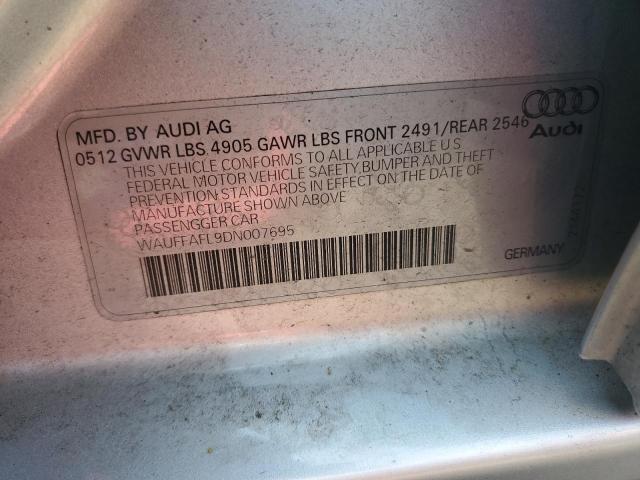 MFD. BY AUDI AG
0512 GVWR LBS 4905 GAWR LBS FRONT 2491/REAR 2546
THIS VEHICLE CONFORMS TO ALL APPLICABLE U S
FEDERAL MOTOR VEHICLE SAFETY,BUMPER AND THEFT
PREVENTION STANDARDS IN EFFECT ON THE DATE OF
MANUFACTURE SHOWN ABOVE
PASSENGGER CAR
WAUFFAFL9DN007695
Audi
GERMANY